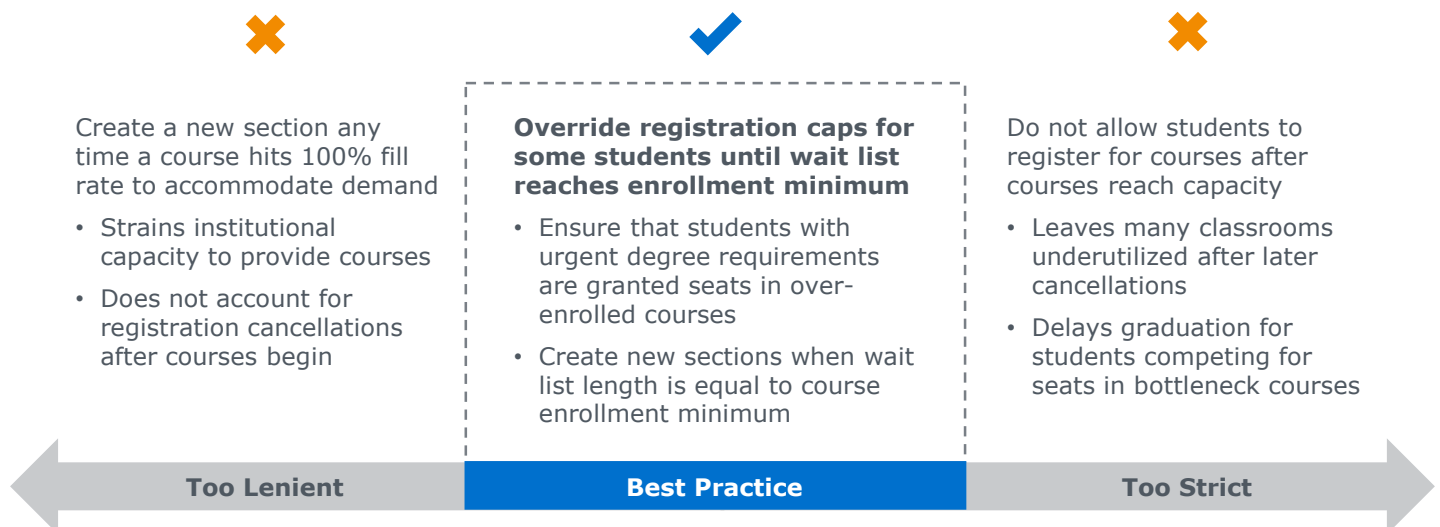 Create a new section any
time a course hits 100% fill
rate to accommodate demand
• Strains institutional
capacity to provide courses
• Does not account for
registration cancellations
after courses begin
Override registration caps for
some students until wait list
reaches enrollment minimum
• Ensure that students with
urgent degree requirements
are granted seats in over-
enrolled courses
• Create new sections when wait
list length is equal to course
enrollment minimum
Do not allow students to
register for courses after
courses reach capacity
• Leaves many classrooms
underutilized after later
cancellations
• Delays graduation for
students competing for
seats in bottleneck courses
Too Lenient
Best Practice
Too Strict